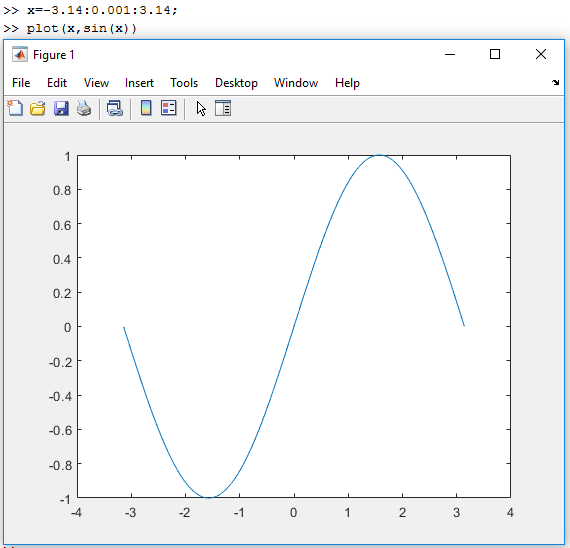 >> x=-3.14:0.001:3.14;
>> plot(x,sin(x))
Figure 1
File Edit View Insert Tools Desktop Window Help
1
0.8
0.6
0.4
0.2
0
-0.2
-0.4
-0.6
-0.8
-1
-4 -3 -2 -1 0 1 2 3 4